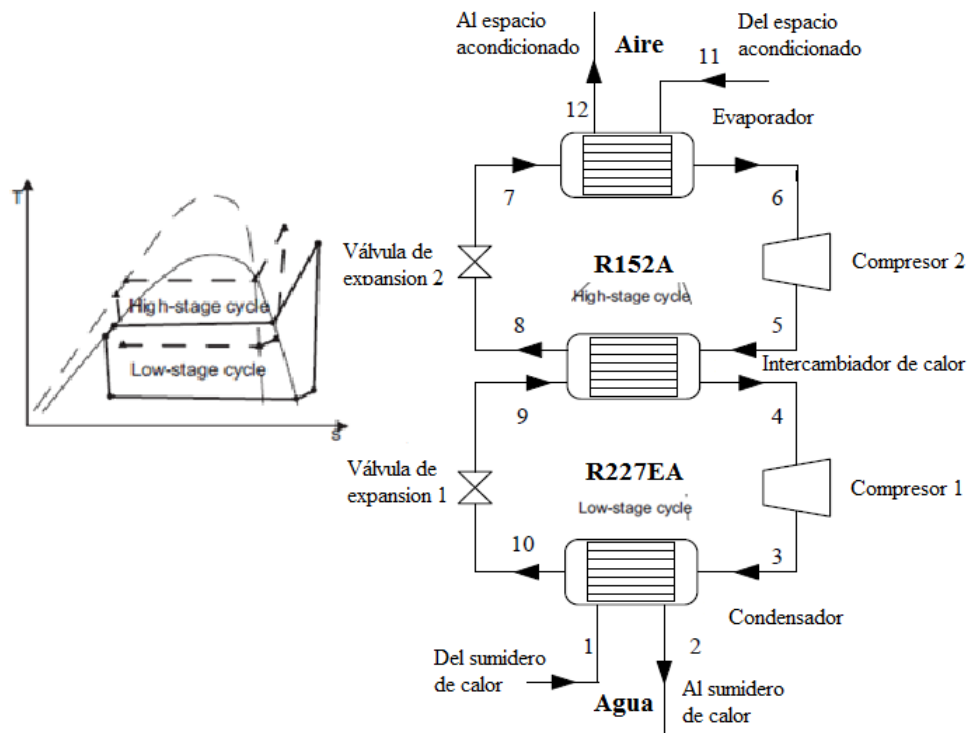 Al espacio
acondicionado
Aire
Del espacio
acondicionado
11
12
Evaporador
7
6
T
Válvula de
expansion 2
R152A
High-stage cycle
Compresor 2
High-stage cycle
Low-stage cycle
s
8
5
Intercambiador de calor
9
4
Válvula de
expansion 1
R227EA
Low-stage cycle
Compresor 1
10
3
Condensador
1
2
Del sumidero
de calor
Agua
Al sumidero
de calor